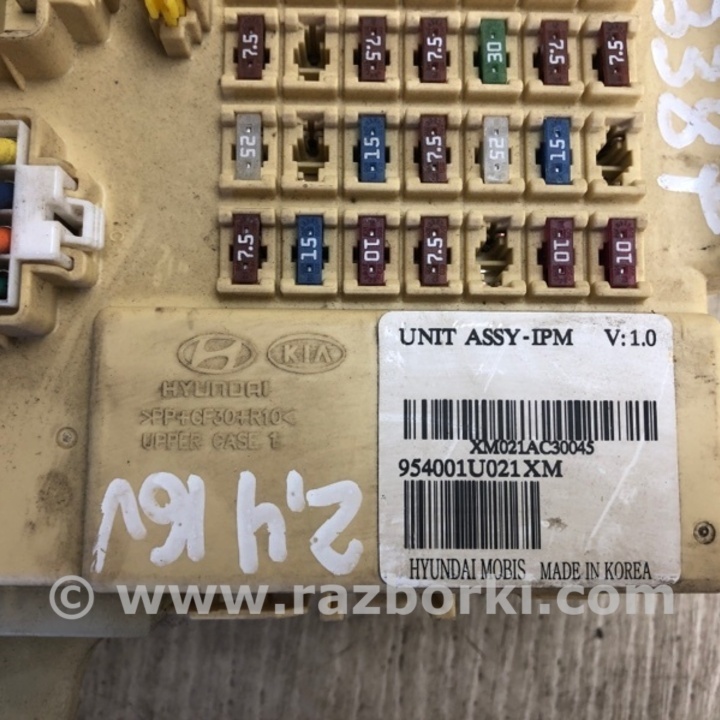 7.5 7.5 7.5 30 7.5 7.5
25 15 7.5 25 15
7.5 15 10 7.5 10 10
338т
KIA
HYUNDAI
>PP+GF30+R10<
UPPER CASE 1
UNIT ASSY-IPM V: 1.0
XM021AC30045
954001U021XM
HYUNDAI MOBIS MADE IN KOREA
2,4 16V
© www.razborki.com